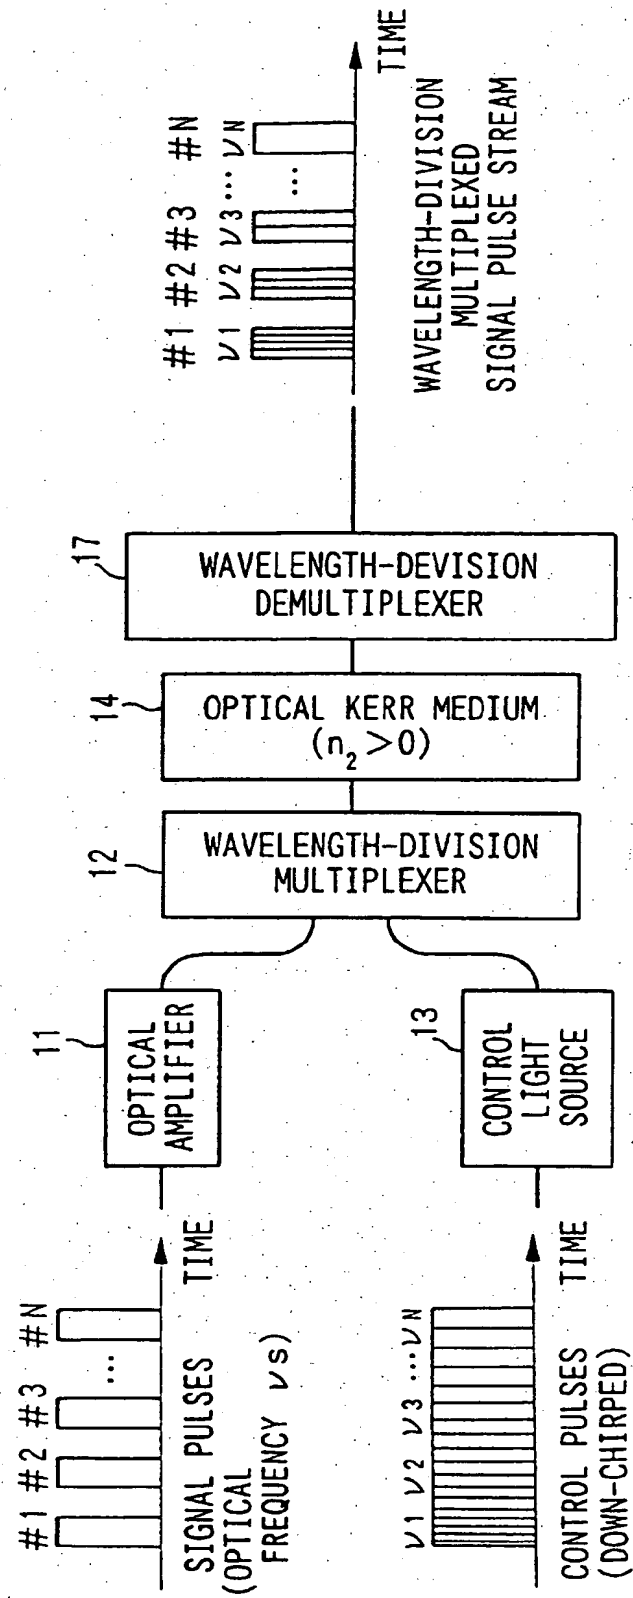 #1 #2 #3 #N
...
TIME
SIGNAL PULSES
(OPTICAL
FREQUENCY νs)
ν1 ν2 ν3 ...νN
TIME
CONTROL PULSES
(DOWN-CHIRPED)
11
OPTICAL
AMPLIFIER
13
CONTROL
LIGHT
SOURCE
12
WAVELENGTH-DIVISION
MULTIPLEXER
14
OPTICAL KERR MEDIUM
(n2>0)
17
WAVELENGTH-DEVISION
DEMULTIPLEXER
#1 #2 #3 #N
ν1 ν2 ν3 ... νN
...
TIME
WAVELENGTH-DIVISION
MULTIPLEXED
SIGNAL PULSE STREAM